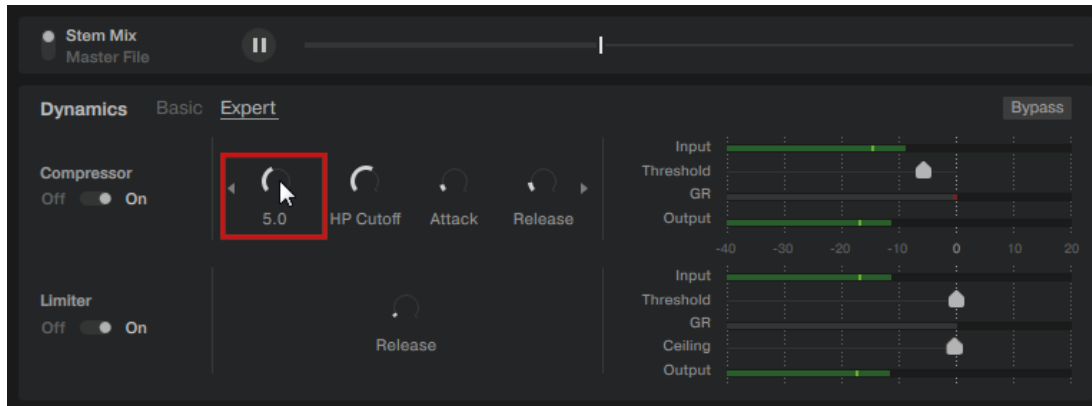 Stem Mix
Master File
Dynamics Basic Expert Bypass
Compressor
Off On
5.0 HP Cutoff Attack Release
Input
Threshold
GR
Output
-40 -30 -20 -10 0 10 20
Limiter
Off On
Release
Input
Threshold
GR
Ceiling
Output